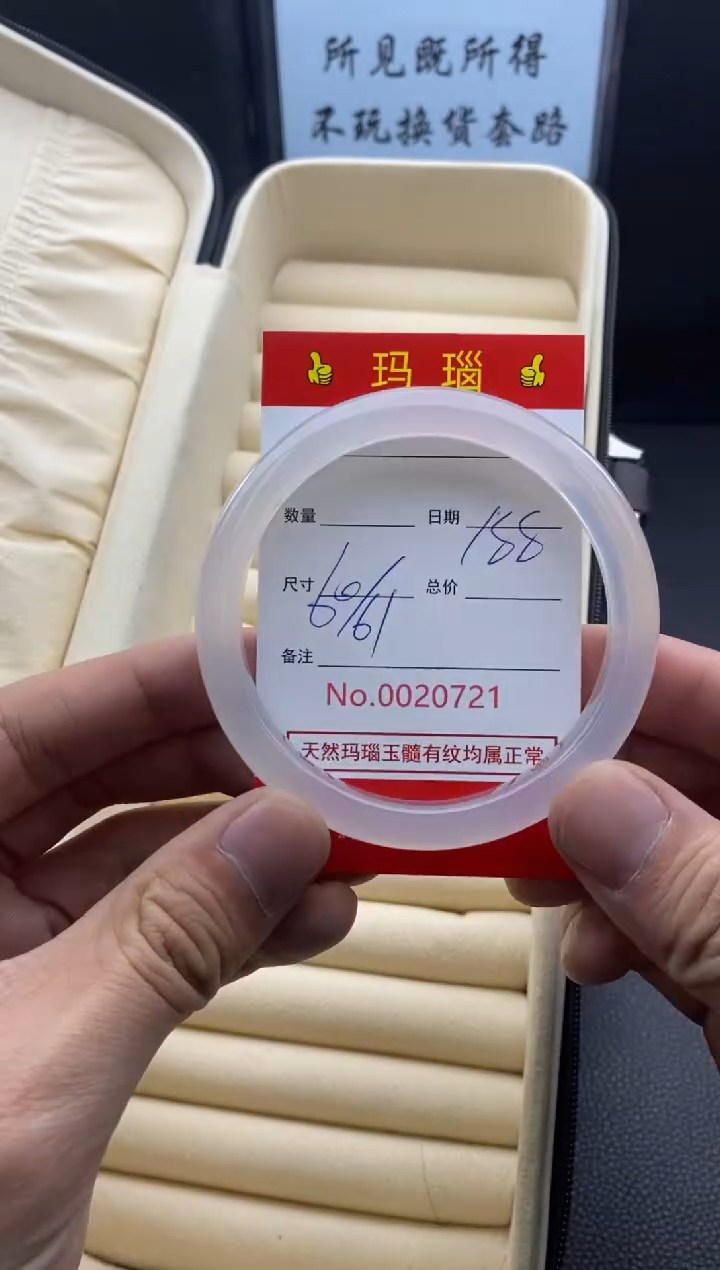 所见既所得
不玩换货套路
玛 瑙
数量 日期 188
尺寸 60/61 总价
备注
No.0020721
天然玛瑙玉髓有纹均属正常